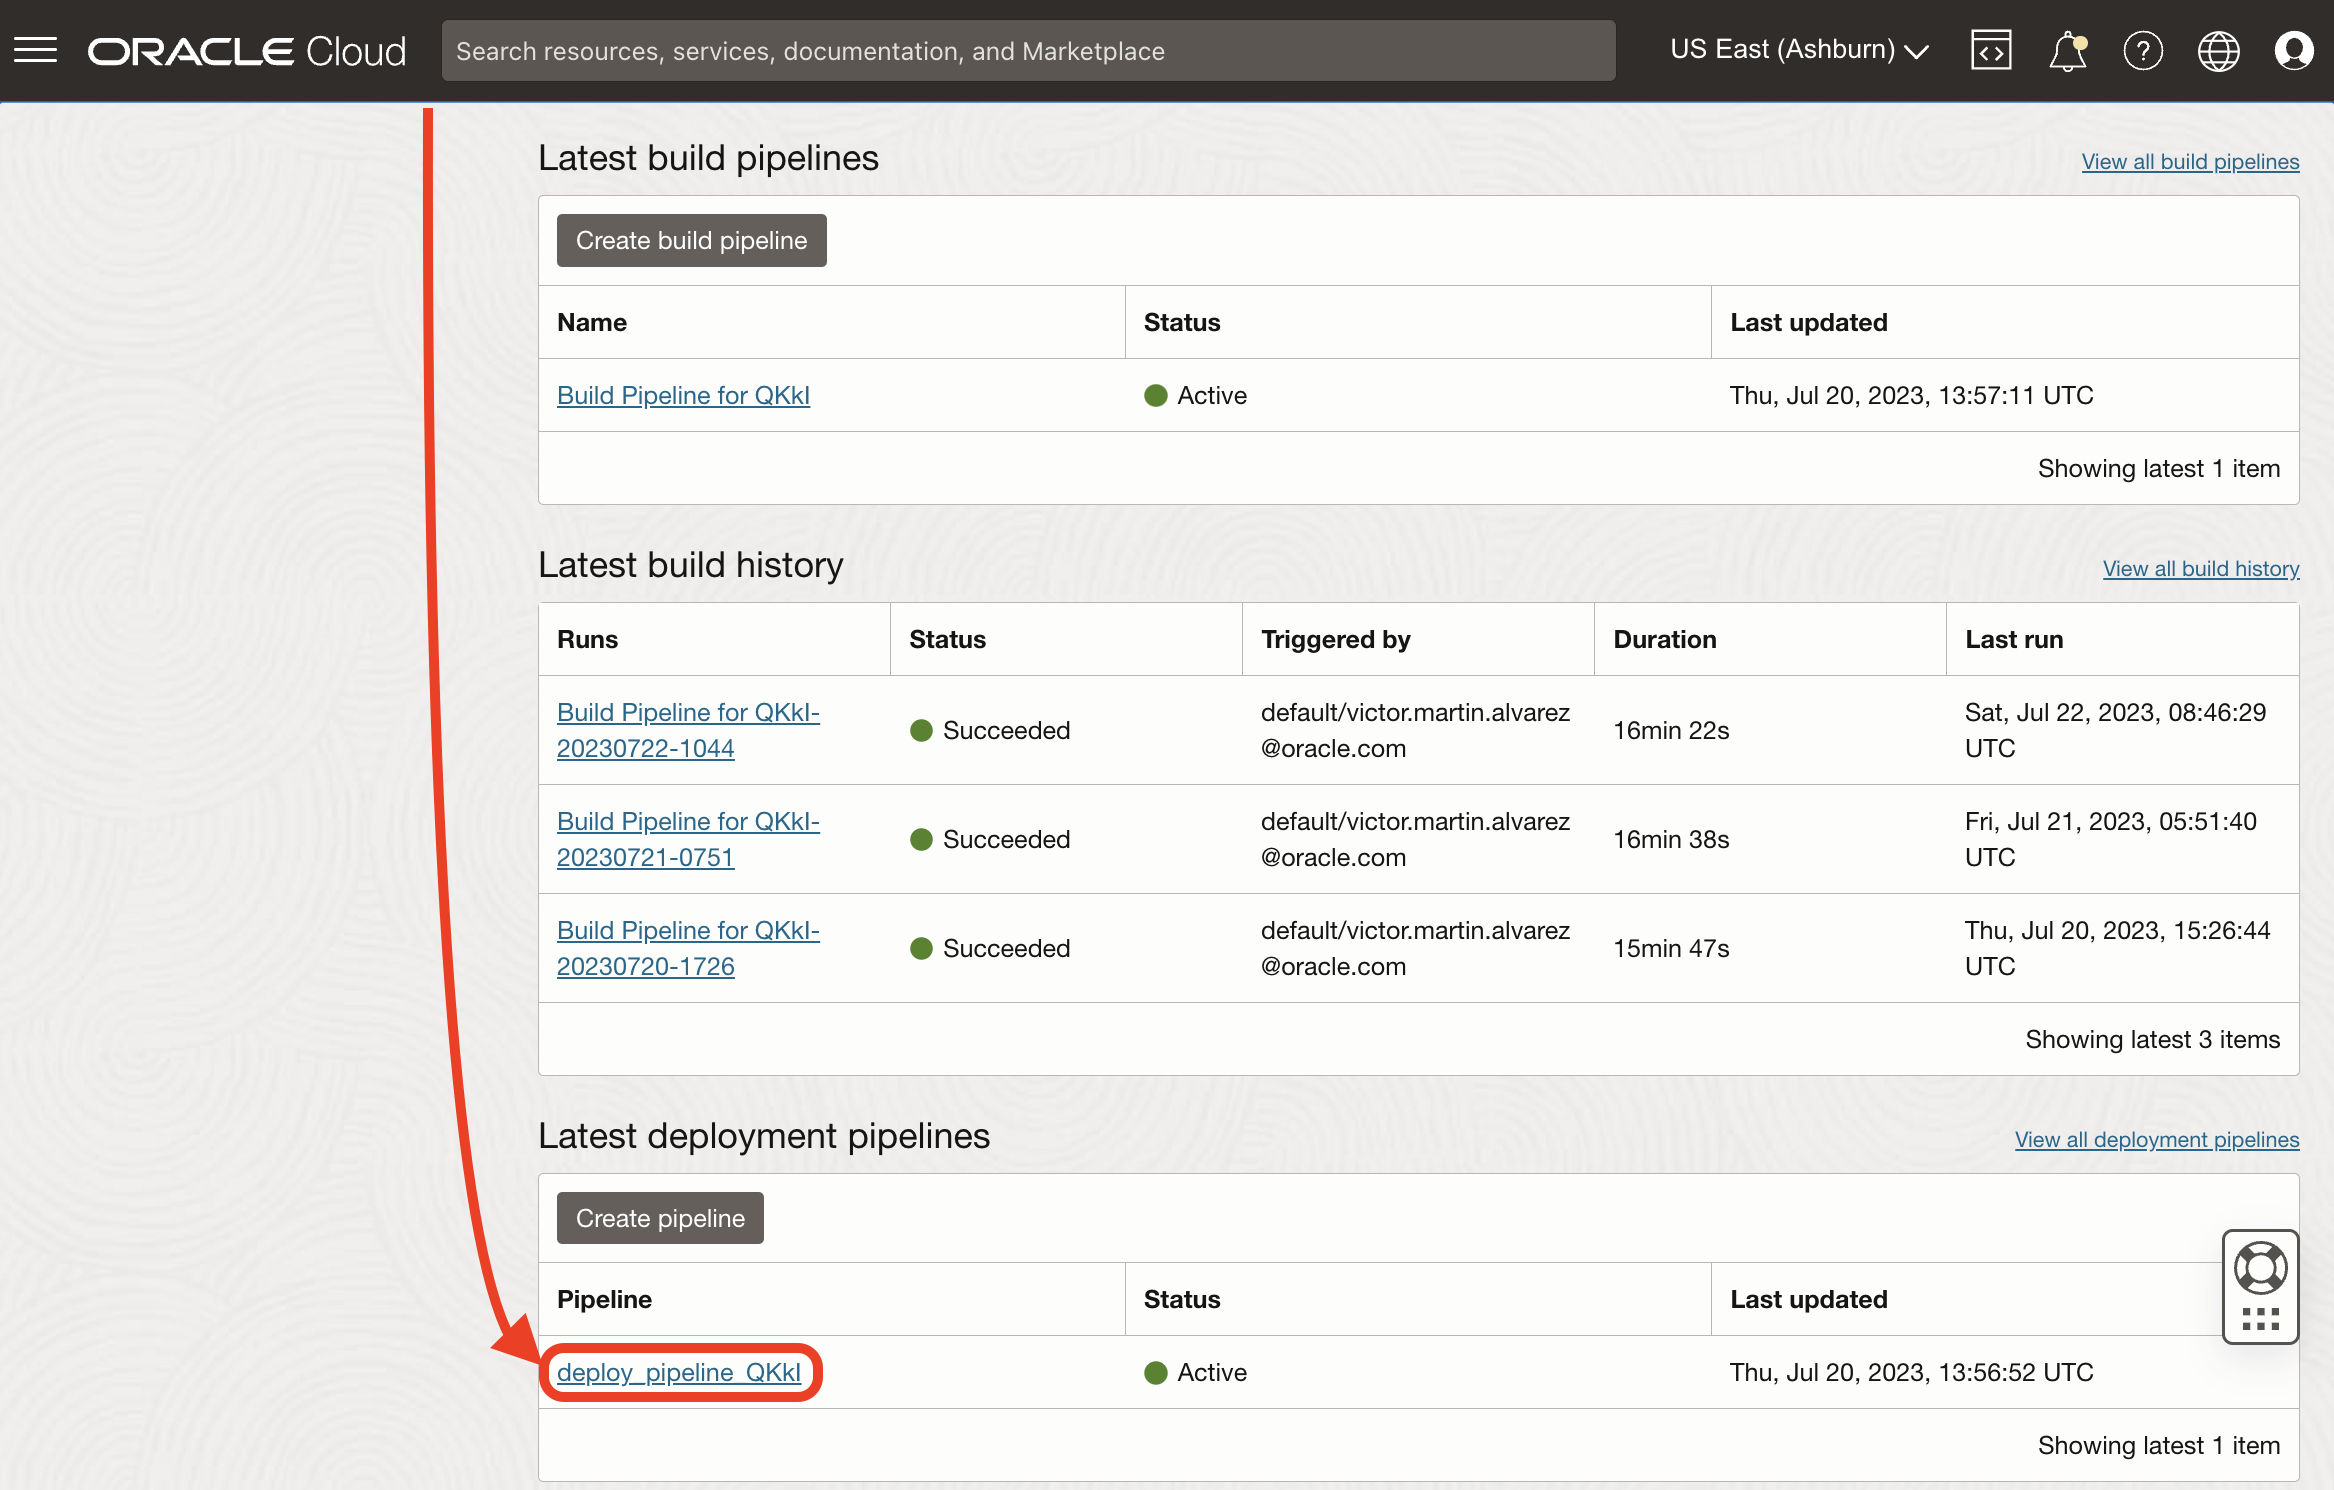 ORACLE Cloud
Search resources, services, documentation, and Marketplace
US East (Ashburn)
Latest build pipelines
View all build pipelines
Create build pipeline
Name Status Last updated
Build Pipeline for QKkI Active Thu, Jul 20, 2023, 13:57:11 UTC
Showing latest 1 item
Latest build history
View all build history
Runs Status Triggered by Duration Last run
Build Pipeline for QKkI-
20230722-1044
Succeeded
default/victor.martin.alvarez
@oracle.com
16min 22s
Sat, Jul 22, 2023, 08:46:29
UTC
Build Pipeline for QKkI-
20230721-0751
Succeeded
default/victor.martin.alvarez
@oracle.com
16min 38s
Fri, Jul 21, 2023, 05:51:40
UTC
Build Pipeline for QKkI-
20230720-1726
Succeeded
default/victor.martin.alvarez
@oracle.com
15min 47s
Thu, Jul 20, 2023, 15:26:44
UTC
Showing latest 3 items
Latest deployment pipelines
View all deployment pipelines
Create pipeline
Pipeline Status Last updated
deploy_pipeline_QKkI Active Thu, Jul 20, 2023, 13:56:52 UTC
Showing latest 1 item